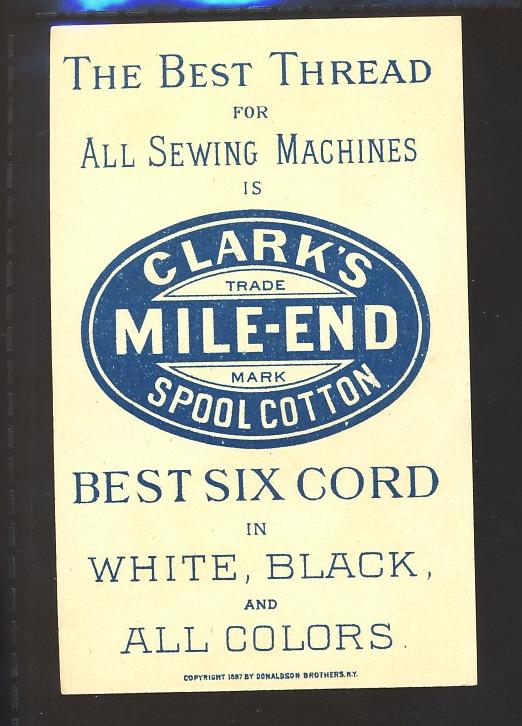 THE BEST THREAD
FOR
ALL SEWING MACHINES
IS
CLARK'S
TRADE
MILE-END
MARK
SPOOL COTTON
BEST SIX CORD
IN
WHITE, BLACK,
AND
ALL COLORS.
COPYRIGHT 1887 BY DONALDSON BROTHERS, N.Y.